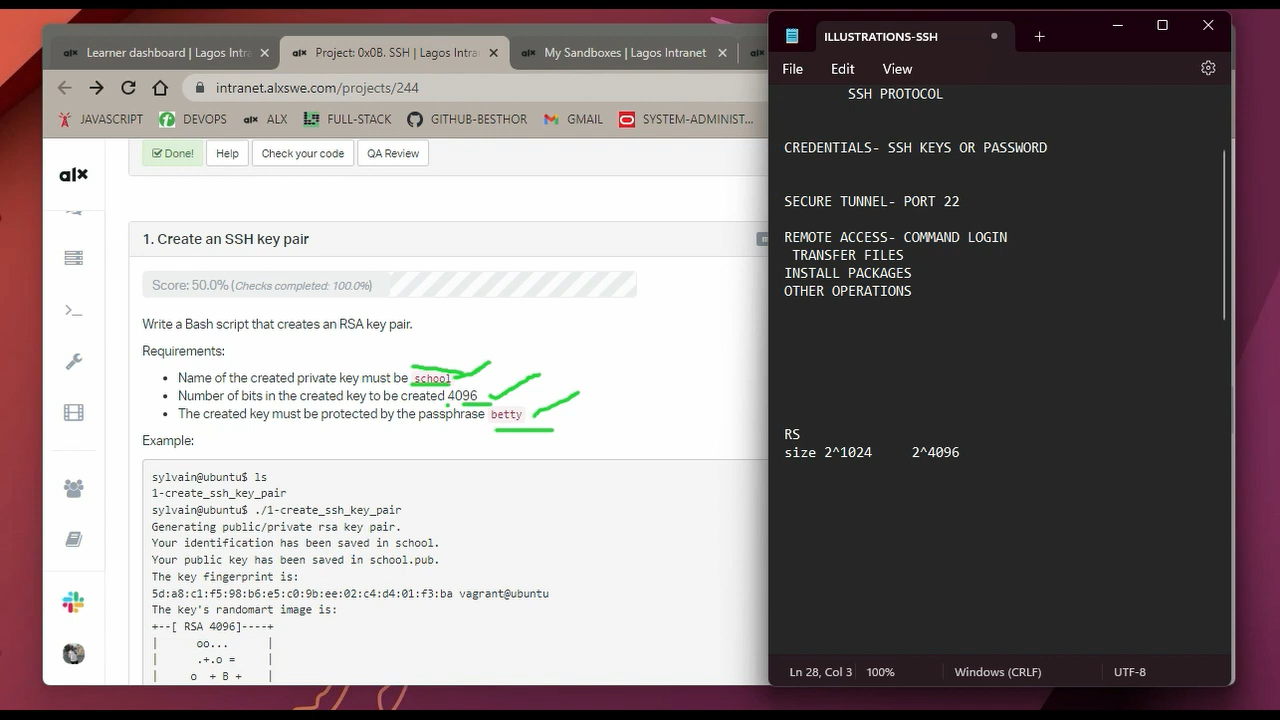 alx Learner dashboard | Lagos Intra
alx Project: 0x0B. SSH | Lagos Intra
alx My Sandboxes | Lagos Intranet
alx
intranet.alxswe.com/projects/244
JAVASCRIPT
DEVOPS
alx ALX
FULL-STACK
GITHUB-BESTHOR
GMAIL
SYSTEM-ADMINIST...
alx
Done!
Help
Check your code
QA Review
1. Create an SSH key pair
Score: 50.0% (Checks completed: 100.0%)
Write a Bash script that creates an RSA key pair.
Requirements:
• Name of the created private key must be school
• Number of bits in the created key to be created 4096
• The created key must be protected by the passphrase betty
Example:
sylvain@ubuntu$ ls
1-create_ssh_key_pair
sylvain@ubuntu$ ./1-create_ssh_key_pair
Generating public/private rsa key pair.
Your identification has been saved in school.
Your public key has been saved in school.pub.
The key fingerprint is:
5d:a8:c1:f5:98:b6:e5:c0:9b:ee:02:c4:d4:01:f3:ba vagrant@ubuntu
The key's randomart image is:
+--[ RSA 4096]----+
|      oo...      |
|     .+.o =      |
|     o  + B +    |
ILLUSTRATIONS-SSH
File
Edit
View
SSH PROTOCOL
CREDENTIALS- SSH KEYS OR PASSWORD
SECURE TUNNEL- PORT 22
REMOTE ACCESS- COMMAND LOGIN
TRANSFER FILES
INSTALL PACKAGES
OTHER OPERATIONS
RS
size 2^1024     2^4096
Ln 28, Col 3
100%
Windows (CRLF)
UTF-8